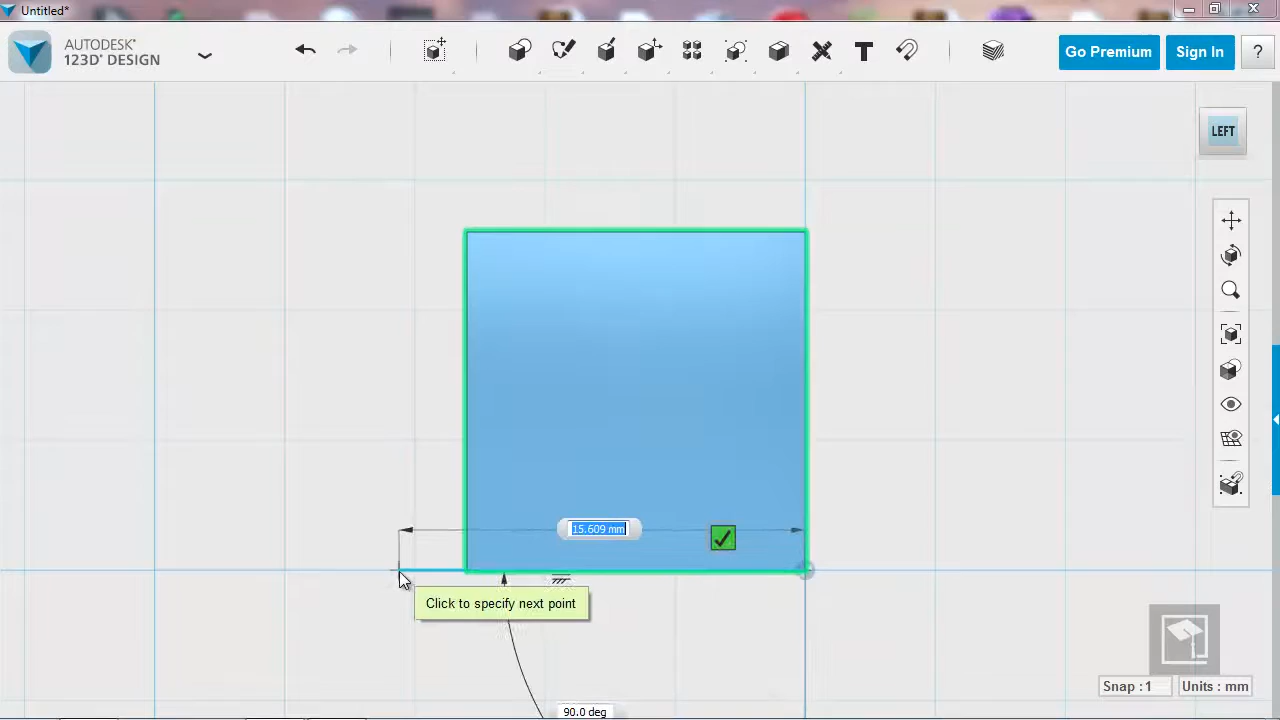 Untitled*
AUTODESK®
123D® DESIGN
Go Premium
Sign In
?
LEFT
15.609 mm
Click to specify next point
90.0 deg
Snap : 1
Units : mm